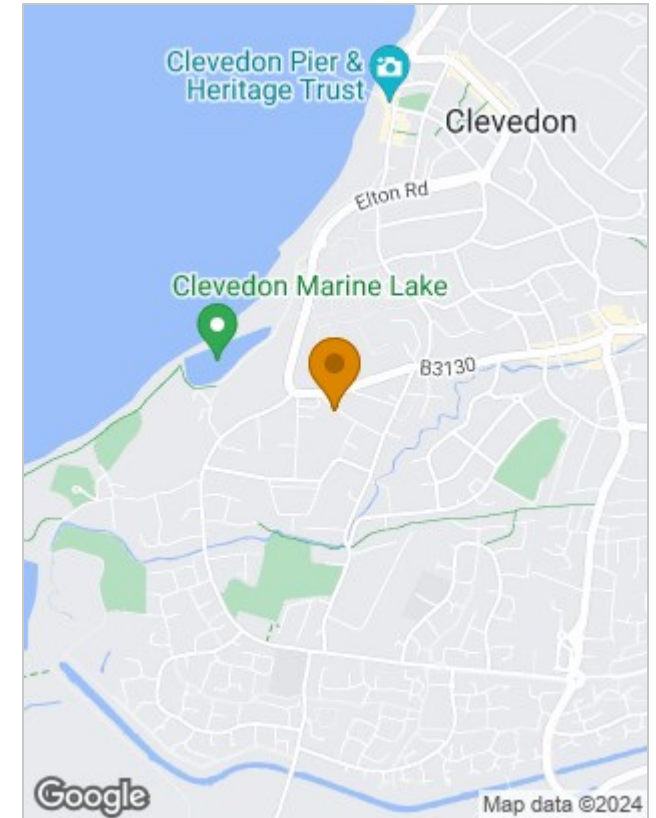 Clevedon Pier &
Heritage Trust
Clevedon
Elton Rd
Clevedon Marine Lake
B3130
Google
Map data ©2024